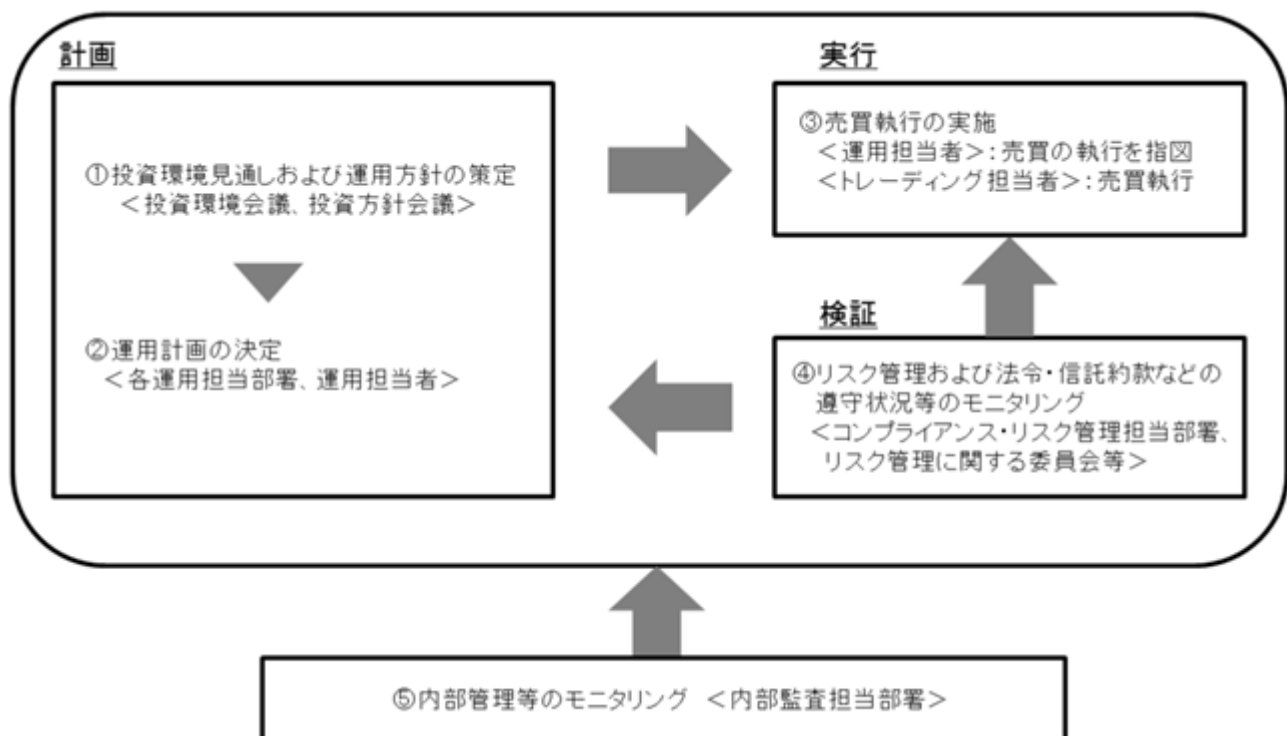 計画
①投資環境見通しおよび運用方針の策定
＜投資環境会議、投資方針会議＞
②運用計画の決定
＜各運用担当部署、運用担当者＞
実行
③売買執行の実施
＜運用担当者＞：売買の執行を指図
＜トレーディング担当者＞：売買執行
検証
④リスク管理および法令・信託約款などの
遵守状況等のモニタリング
＜コンプライアンス・リスク管理担当部署、
リスク管理に関する委員会等＞
⑤内部管理等のモニタリング ＜内部監査担当部署＞